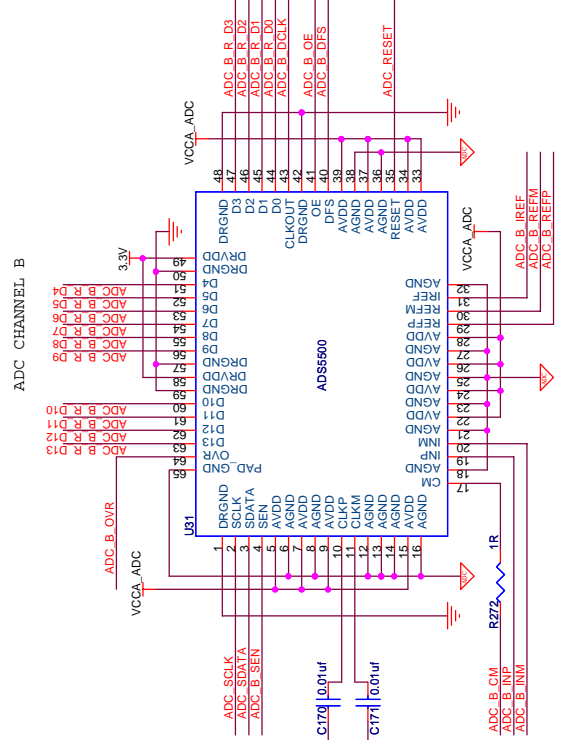 ADC CHANNEL B
ADC_B_R_D3
ADC_B_R_D2
ADC_B_R_D1
ADC_B_R_D0
ADC_B_DCLK
ADC_B_OE
ADC_B_DFS
ADC_RESET
VCCA_ADC
48
47
46
45
44
43
42
41
40
39
38
37
36
35
34
33
DRGND
D3
D2
D1
D0
CLKOUT
DRGND
OE
DFS
AVDD
AGND
AVDD
AGND
RESET
AVDD
AVDD
ADC
3.3V
ADC_B_R_D4
ADC_B_R_D5
ADC_B_R_D6
ADC_B_R_D7
ADC_B_R_D8
ADC_B_R_D9
ADC_B_R_D10
ADC_B_R_D11
ADC_B_R_D12
ADC_B_R_D13
ADC_B_OVR
49 DRVDD
50 DRGND
51 D4
52 D5
53 D6
54 D7
55 D8
56 D9
57 DRGND
58 DRVDD
59 DRGND
60 D10
61 D11
62 D12
63 D13
64 OVR
65 PAD_GND
ADS5500
U31
VCCA_ADC
ADC_B_IREF
ADC_B_REFM
ADC_B_REFP
AGND 32
IREF 31
REFM 30
REFP 29
AVDD 28
AGND 27
AVDD 26
AGND 25
AVDD 24
AGND 23
AVDD 22
AGND 21
INM 20
INP 19
AGND 18
CM 17
ADC
DRGND
SCLK
SDATA
SEN
AVDD
AGND
AVDD
AGND
AVDD
CLKP
CLKM
AGND
AGND
AGND
AVDD
AGND
1
2
3
4
5
6
7
8
9
10
11
12
13
14
15
16
VCCA_ADC
ADC
1R
R272
ADC_SCLK
ADC_SDATA
ADC_B_SEN
C170
0.01uf
C171
0.01uf
ADC_B_CM
ADC_B_INP
ADC_B_INM